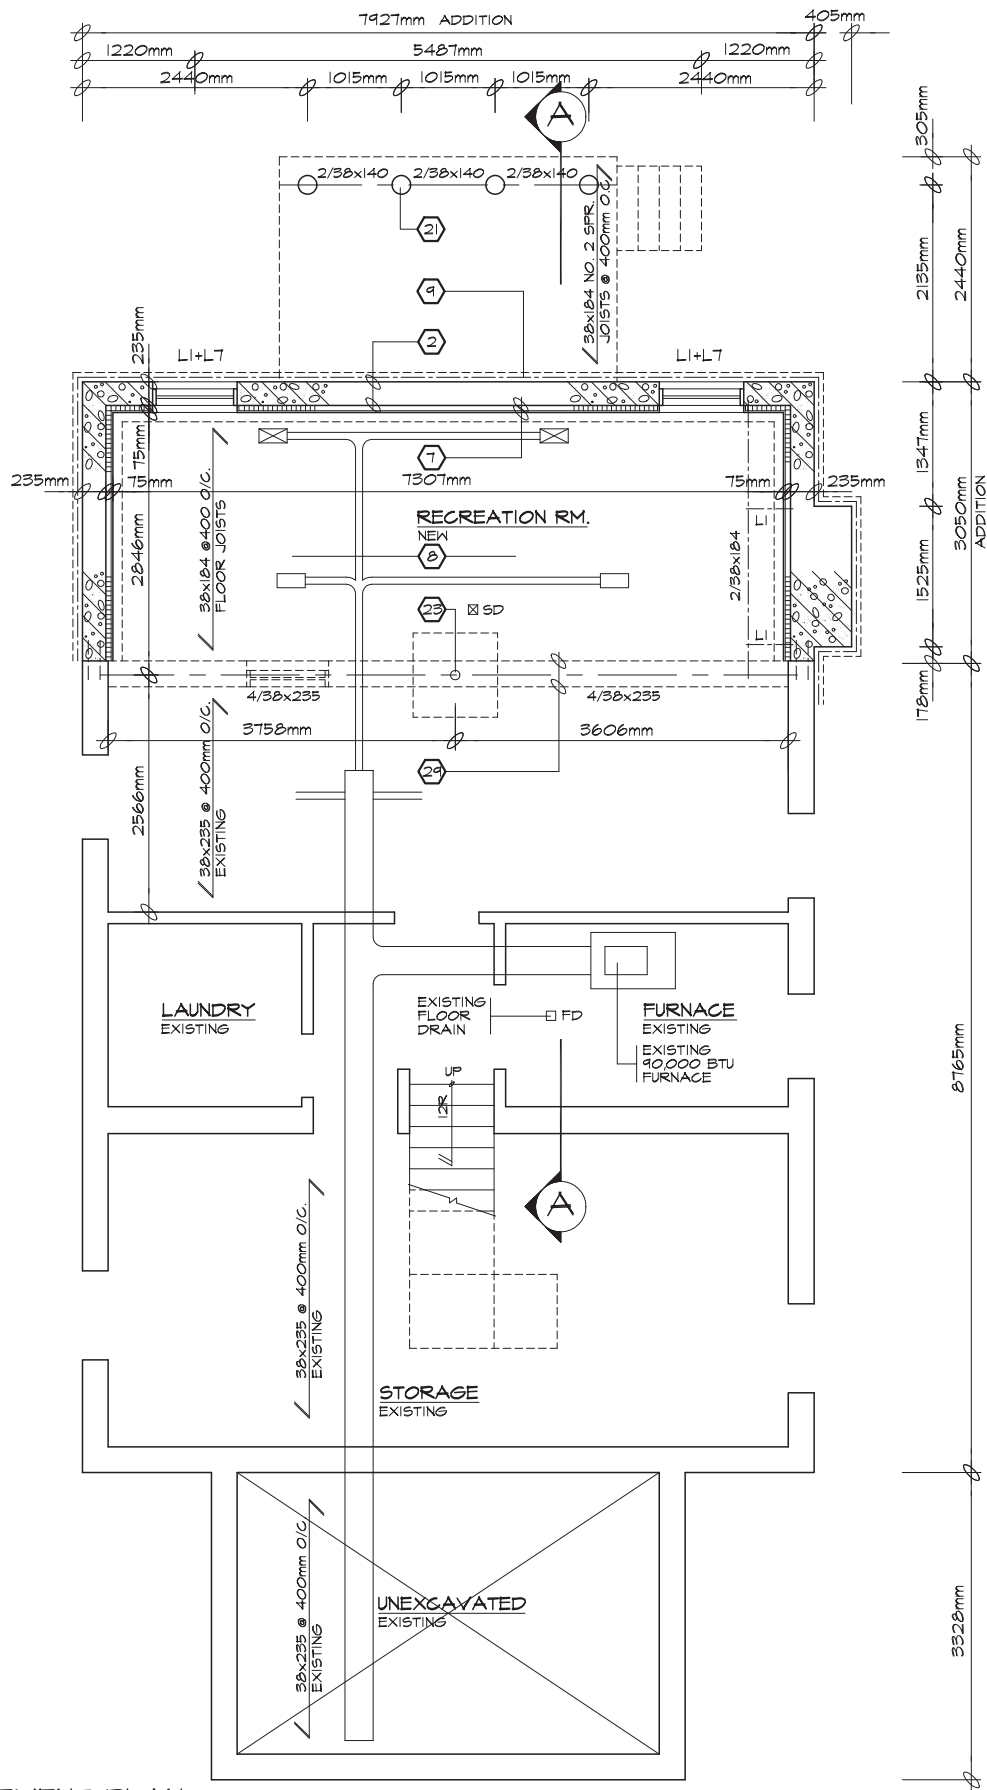 7927mm ADDITION
405mm
1220mm
5487mm
1220mm
2440mm
1015mm
1015mm
1015mm
2440mm
A
305mm
2/38x140
2/38x140
2/38x140
21
38x184 NO. 2 SPR.
JOISTS @ 400mm O.C.
2135mm
2440mm
9
2
235mm
L1+L7
L1+L7
75mm
7
1347mm
235mm
75mm
7307mm
75mm
235mm
3050mm
ADDITION
RECREATION RM.
NEW
L1
2846mm
38x184 @400 O/C.
FLOOR JOISTS
8
2/38x184
1525mm
23
SD
L1
4/38x235
4/38x235
178mm
3758mm
3606mm
29
2566mm
38x235 @ 400mm O/C.
EXISTING
LAUNDRY
EXISTING
EXISTING
FLOOR
DRAIN
FD
FURNACE
EXISTING
EXISTING
90,000 BTU
FURNACE
UP
12R
8765mm
A
38x235 @ 400mm O/C.
EXISTING
STORAGE
EXISTING
38x235 @ 400mm O/C.
EXISTING
UNEXCAVATED
EXISTING
3328mm